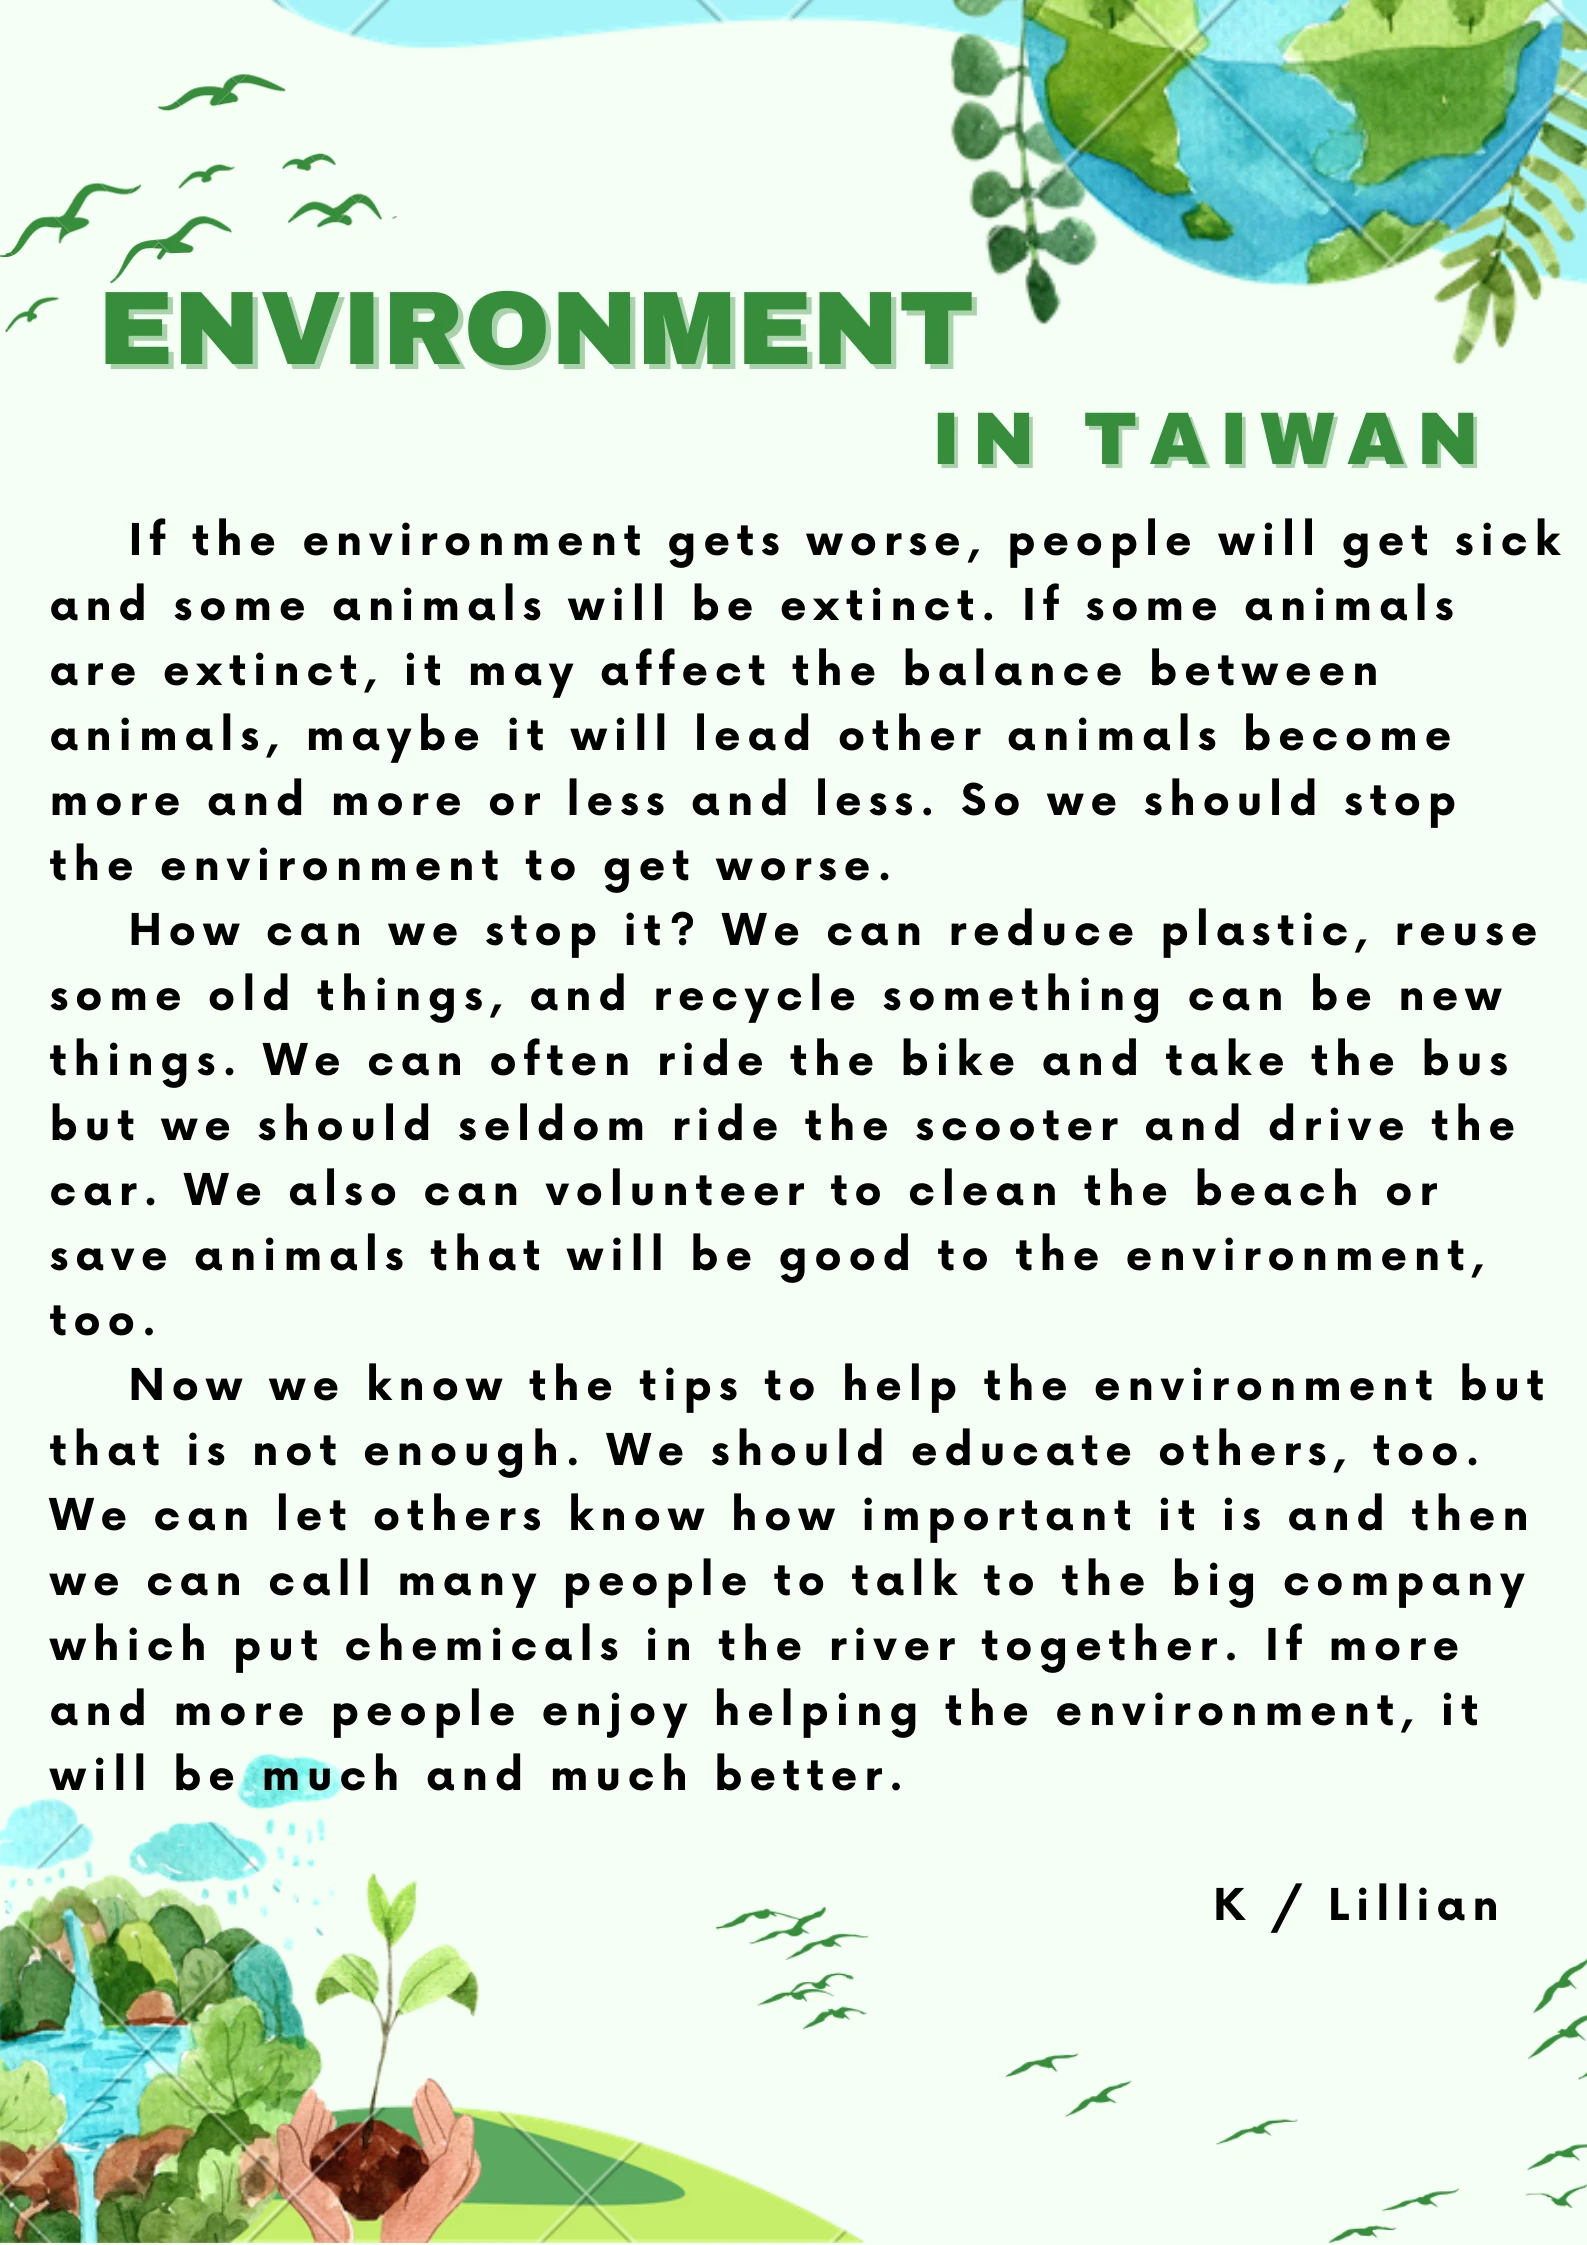 ENVIRONMENT
IN TAIWAN
If the environment gets worse, people will get sick
and some animals will be extinct. If some animals
are extinct, it may affect the balance between
animals, maybe it will lead other animals become
more and more or less and less. So we should stop
the environment to get worse.
How can we stop it? We can reduce plastic, reuse
some old things, and recycle something can be new
things. We can often ride the bike and take the bus
but we should seldom ride the scooter and drive the
car. We also can volunteer to clean the beach or
save animals that will be good to the environment,
too.
Now we know the tips to help the environment but
that is not enough. We should educate others, too.
We can let others know how important it is and then
we can call many people to talk to the big company
which put chemicals in the river together. If more
and more people enjoy helping the environment, it
will be much and much better.
K / Lillian